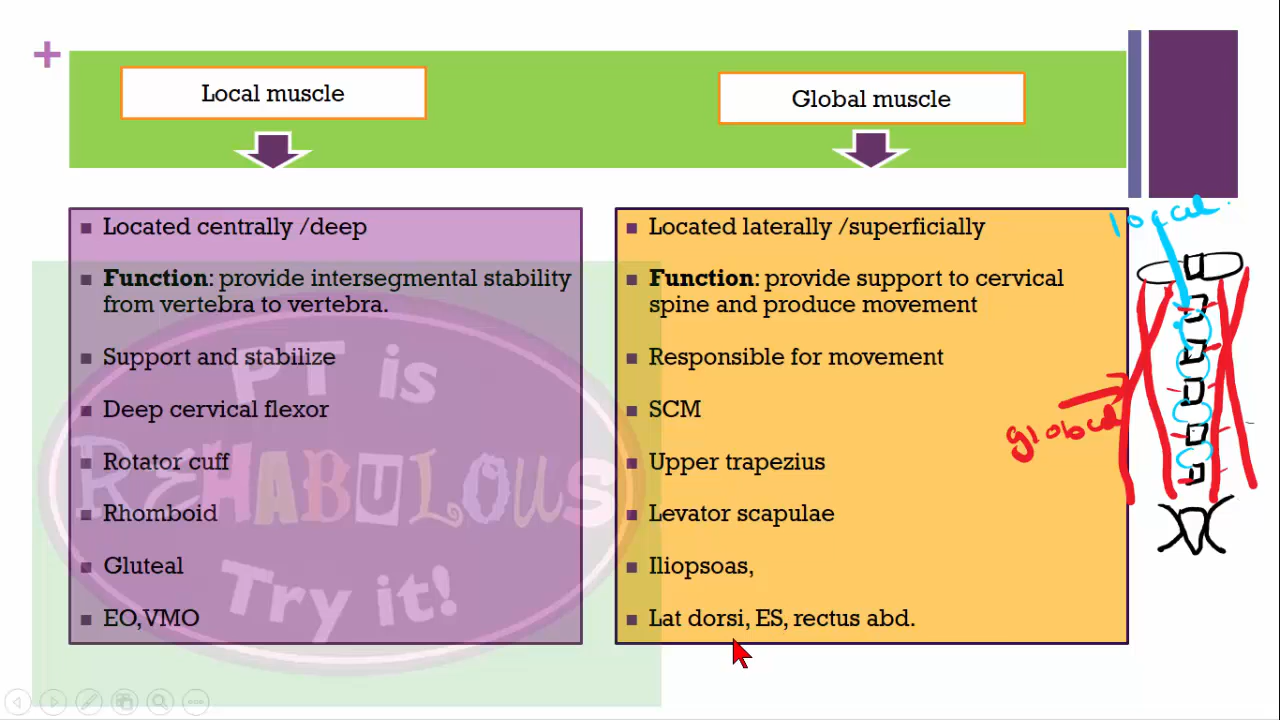 +
Local muscle
Global muscle
Located centrally /deep
Function: provide intersegmental stability
from vertebra to vertebra.
Support and stabilize
Deep cervical flexor
Rotator cuff
Rhomboid
Gluteal
EO,VMO
PT is
REHABULOUS
Try it!
Located laterally /superficially
Function: provide support to cervical
spine and produce movement
Responsible for movement
SCM
Upper trapezius
Levator scapulae
Iliopsoas,
Lat dorsi, ES, rectus abd.
local
global